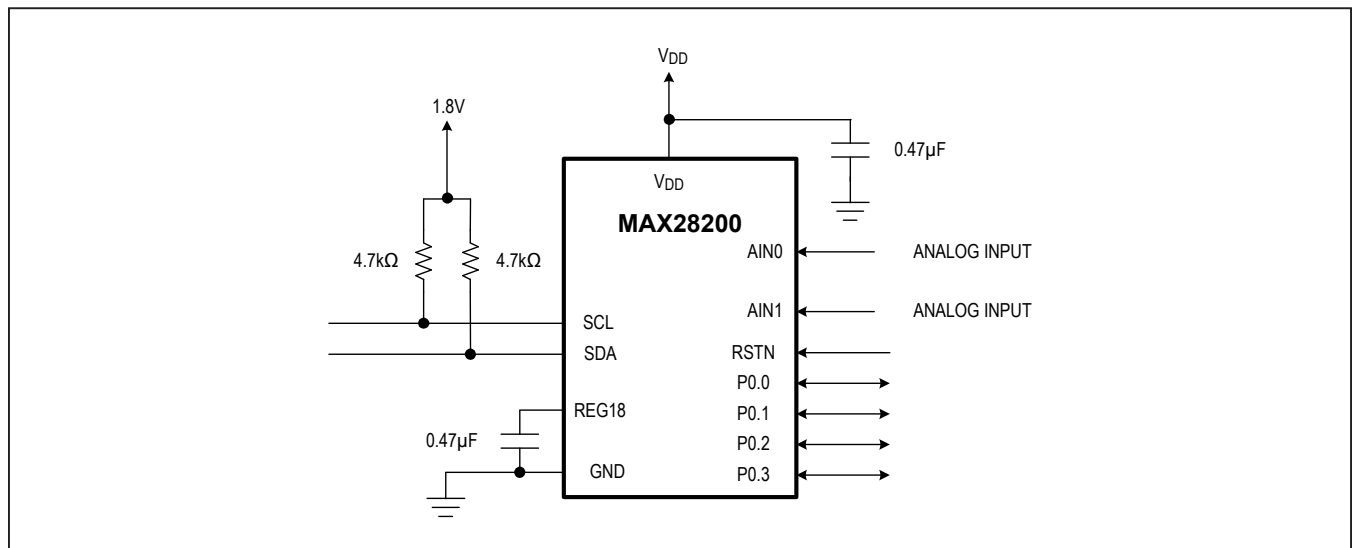 VDD
1.8V
0.47µF
VDD
MAX28200
4.7kΩ
4.7kΩ
AIN0
ANALOG INPUT
AIN1
ANALOG INPUT
SCL
SDA
RSTN
P0.0
REG18
P0.1
0.47µF
P0.2
GND
P0.3